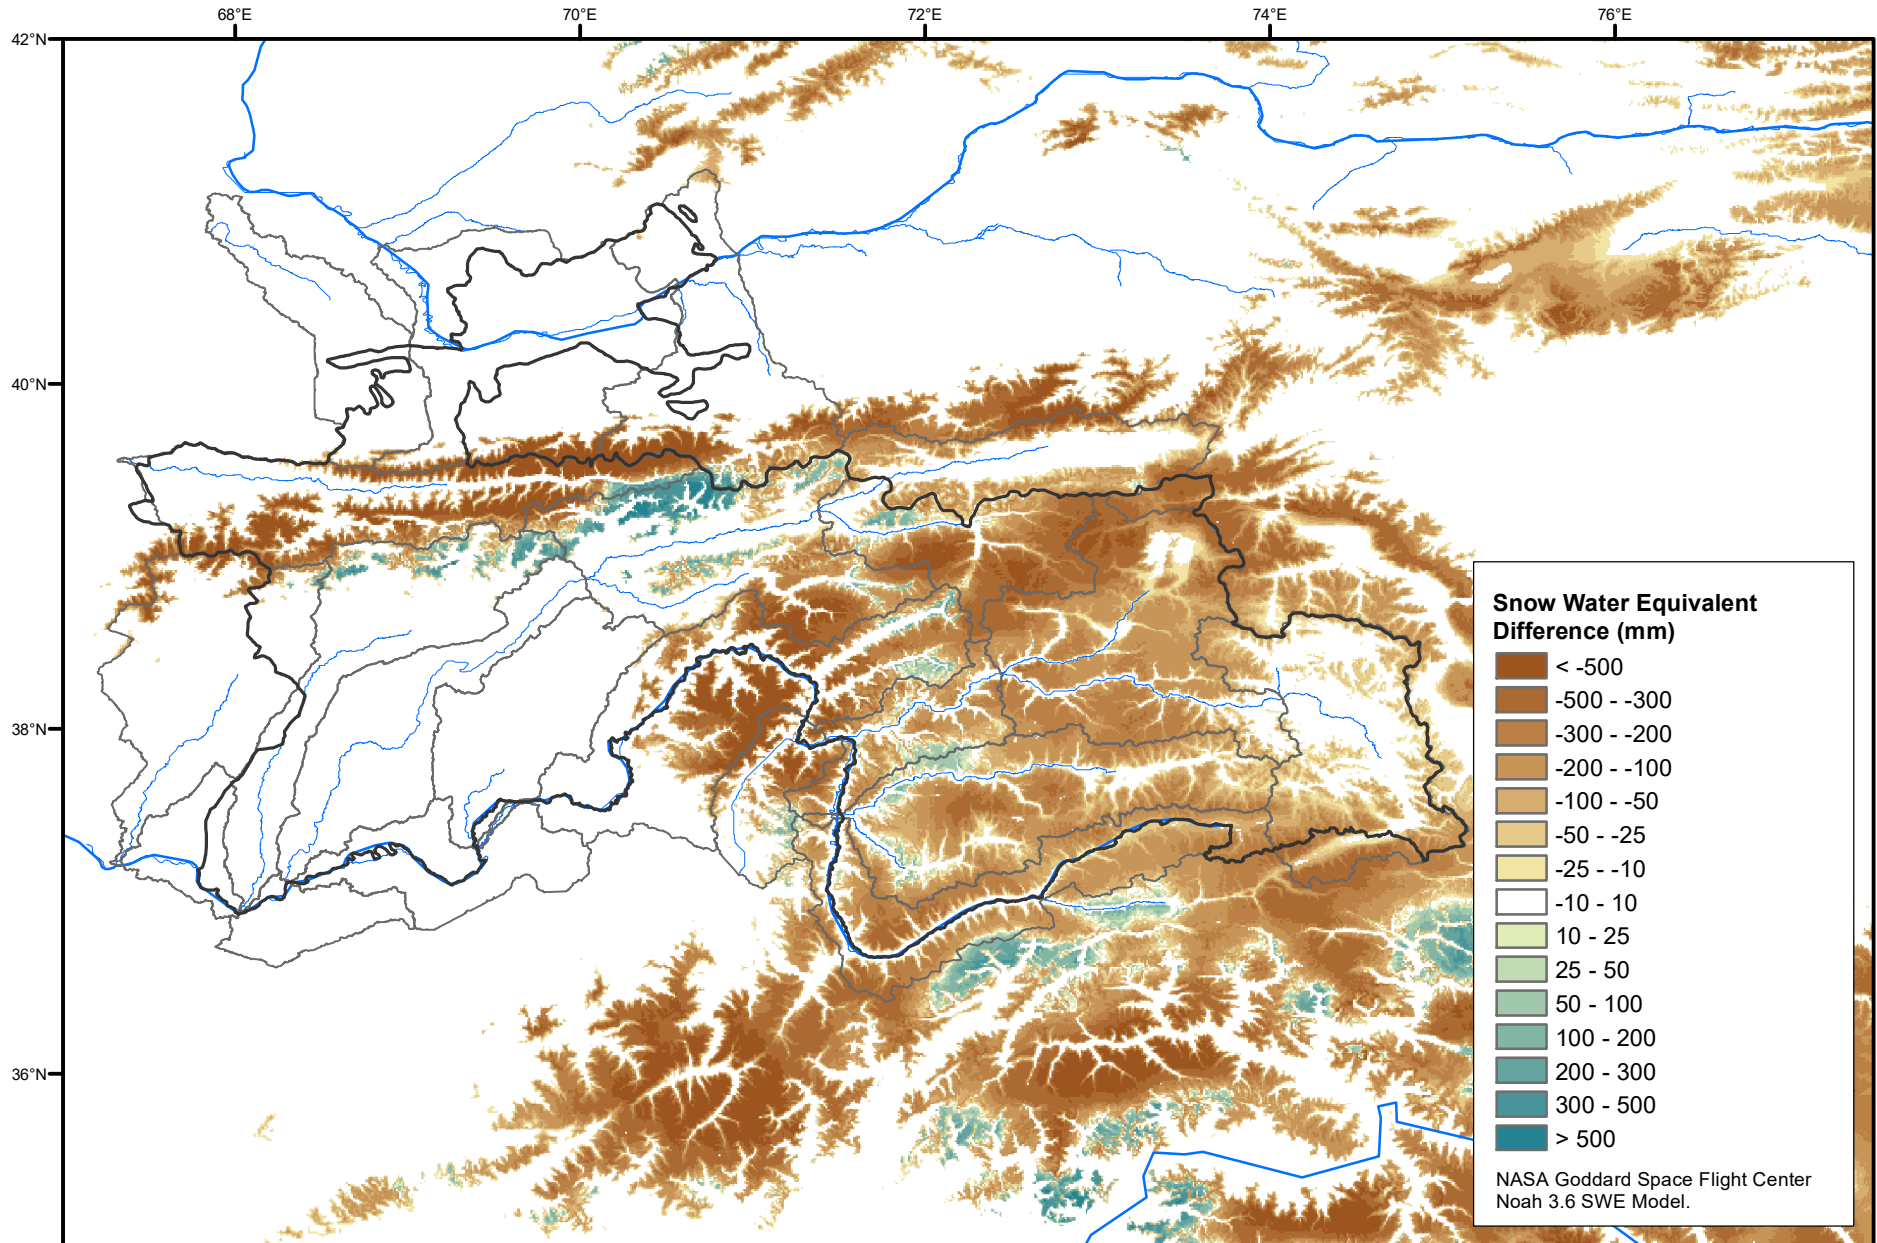 68°E 70°E 72°E 74°E 76°E
42°N
40°N
38°N
36°N
Snow Water Equivalent
Difference (mm)
< -500
-500 - -300
-300 - -200
-200 - -100
-100 - -50
-50 - -25
-25 - -10
-10 - 10
10 - 25
25 - 50
50 - 100
100 - 200
200 - 300
300 - 500
> 500
NASA Goddard Space Flight Center
Noah 3.6 SWE Model.